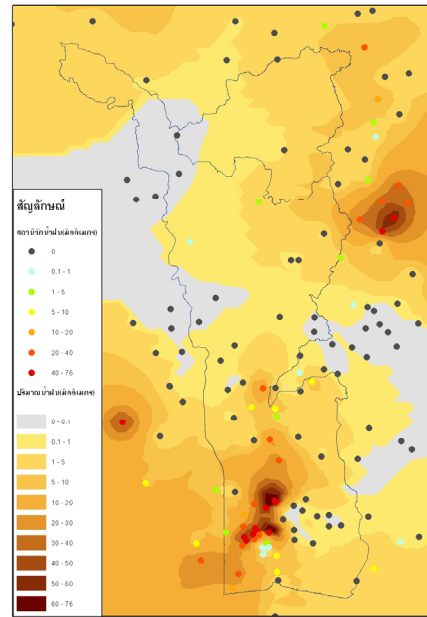 สัญลักษณ์
สถานีวัดน้ำฝน(มิลลิเมตร)
0
0.1 - 1
1 - 5
5 - 10
10 - 20
20 - 40
40 - 76
ปริมาณน้ำฝน(มิลลิเมตร)
0 - 0.1
0.1 - 1
1 - 5
5 - 10
10 - 20
20 - 30
30 - 40
40 - 50
50 - 60
60 - 76